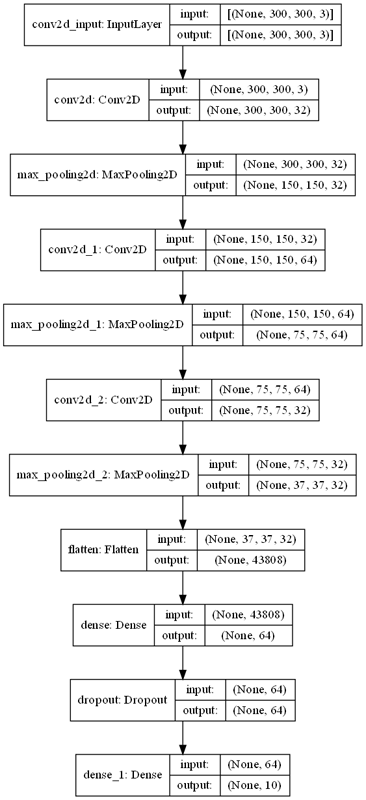 conv2d_input: InputLayer
input: [(None, 300, 300, 3)]
output: [(None, 300, 300, 3)]
conv2d: Conv2D
input: (None, 300, 300, 3)
output: (None, 300, 300, 32)
max_pooling2d: MaxPooling2D
input: (None, 300, 300, 32)
output: (None, 150, 150, 32)
conv2d_1: Conv2D
input: (None, 150, 150, 32)
output: (None, 150, 150, 64)
max_pooling2d_1: MaxPooling2D
input: (None, 150, 150, 64)
output: (None, 75, 75, 64)
conv2d_2: Conv2D
input: (None, 75, 75, 64)
output: (None, 75, 75, 32)
max_pooling2d_2: MaxPooling2D
input: (None, 75, 75, 32)
output: (None, 37, 37, 32)
flatten: Flatten
input: (None, 37, 37, 32)
output: (None, 43808)
dense: Dense
input: (None, 43808)
output: (None, 64)
dropout: Dropout
input: (None, 64)
output: (None, 64)
dense_1: Dense
input: (None, 64)
output: (None, 10)